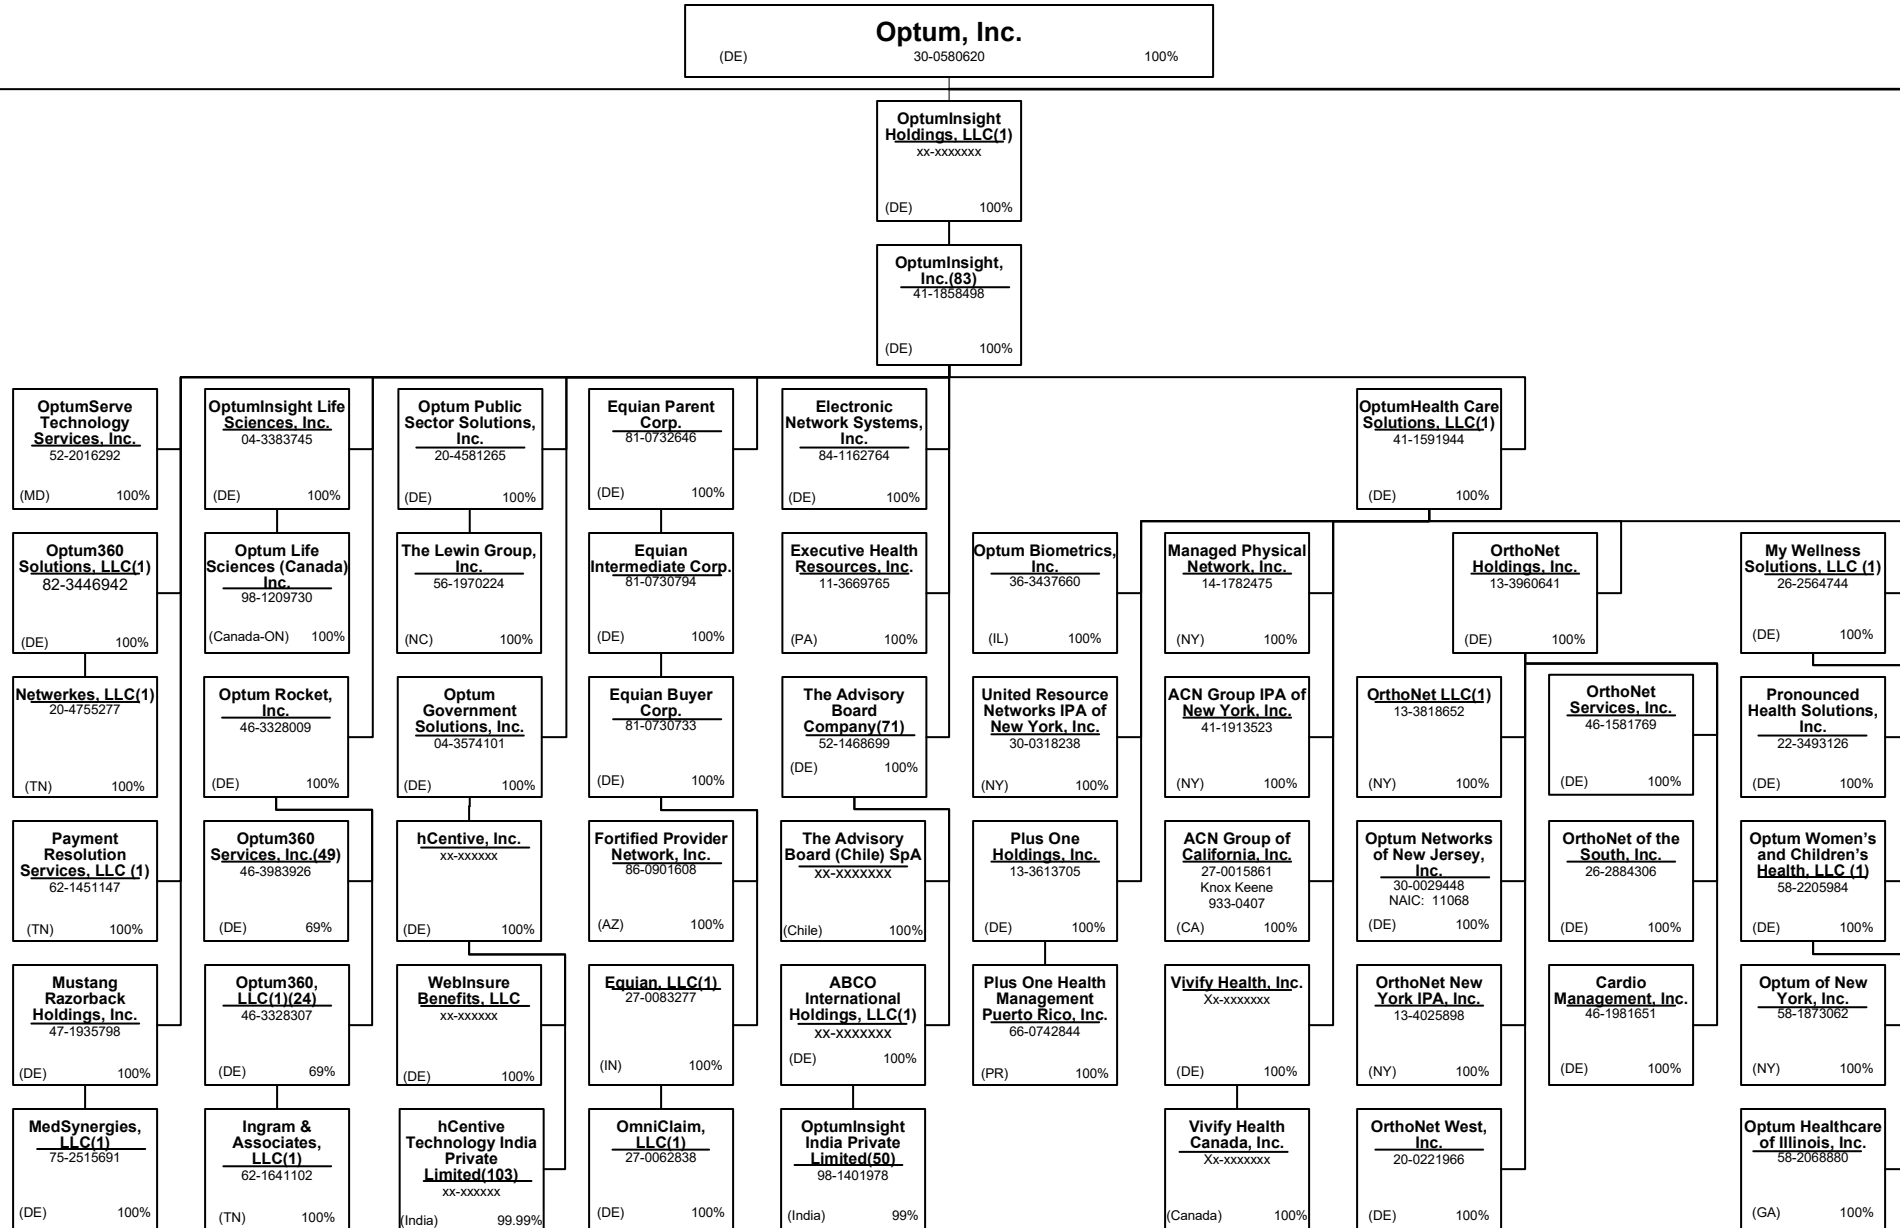 Optum, Inc.
(DE) 30-0580620 100%
OptumInsight
Holdings, LLC(1)
xx-xxxxxxx
(DE) 100%
OptumInsight,
Inc.(83)
41-1858498
(DE) 100%
OptumServe
Technology
Services, Inc.
52-2016292
(MD) 100%
OptumInsight Life
Sciences, Inc.
04-3383745
(DE) 100%
Optum Public
Sector Solutions,
Inc.
20-4581265
(DE) 100%
Equian Parent
Corp.
81-0732646
(DE) 100%
Electronic
Network Systems,
Inc.
84-1162764
(DE) 100%
OptumHealth Care
Solutions, LLC(1)
41-1591944
(DE) 100%
Optum360
Solutions, LLC(1)
82-3446942
(DE) 100%
Optum Life
Sciences (Canada)
Inc.
98-1209730
(Canada-ON) 100%
The Lewin Group,
Inc.
56-1970224
(NC) 100%
Equian
Intermediate Corp.
81-0730794
(DE) 100%
Executive Health
Resources, Inc.
11-3669765
(PA) 100%
Optum Biometrics,
Inc.
36-3437660
(IL) 100%
Managed Physical
Network, Inc.
14-1782475
(NY) 100%
OrthoNet
Holdings, Inc.
13-3960641
(DE) 100%
My Wellness
Solutions, LLC (1)
26-2564744
(DE) 100%
Netwerkes, LLC(1)
20-4755277
(TN) 100%
Optum Rocket,
Inc.
46-3328009
(DE) 100%
Optum
Government
Solutions, Inc.
04-3574101
(DE) 100%
Equian Buyer
Corp.
81-0730733
(DE) 100%
The Advisory
Board
Company(71)
52-1468699
(DE) 100%
United Resource
Networks IPA of
New York, Inc.
30-0318238
(NY) 100%
ACN Group IPA of
New York, Inc.
41-1913523
(NY) 100%
OrthoNet LLC(1)
13-3818652
(NY) 100%
OrthoNet
Services, Inc.
46-1581769
(DE) 100%
Pronounced
Health Solutions,
Inc.
22-3493126
(DE) 100%
Payment
Resolution
Services, LLC (1)
62-1451147
(TN) 100%
Optum360
Services, Inc.(49)
46-3983926
(DE) 69%
hCentive, Inc.
xx-xxxxxx
(DE) 100%
Fortified Provider
Network, Inc.
86-0901608
(AZ) 100%
The Advisory
Board (Chile) SpA
xx-xxxxxxx
(Chile) 100%
Plus One
Holdings, Inc.
13-3613705
(DE) 100%
ACN Group of
California, Inc.
27-0015861
Knox Keene
933-0407
(CA) 100%
Optum Networks
of New Jersey,
Inc.
30-0029448
NAIC: 11068
(DE) 100%
OrthoNet of the
South, Inc.
26-2884306
(DE) 100%
Optum Women's
and Children's
Health, LLC (1)
58-2205984
(DE) 100%
Mustang
Razorback
Holdings, Inc.
47-1935798
(DE) 100%
Optum360,
LLC(1)(24)
46-3328307
(DE) 69%
WebInsure
Benefits, LLC
xx-xxxxxx
(DE) 100%
Equian, LLC(1)
27-0083277
(IN) 100%
ABCO
International
Holdings, LLC(1)
xx-xxxxxxx
(DE) 100%
Plus One Health
Management
Puerto Rico, Inc.
66-0742844
(PR) 100%
Vivify Health, Inc.
Xx-xxxxxxx
(DE) 100%
OrthoNet New
York IPA, Inc.
13-4025898
(NY) 100%
Cardio
Management, Inc.
46-1981651
(DE) 100%
Optum of New
York, Inc.
58-1873062
(NY) 100%
MedSynergies,
LLC(1)
75-2515691
(DE) 100%
Ingram &
Associates,
LLC(1)
62-1641102
(TN) 100%
hCentive
Technology India
Private
Limited(103)
xx-xxxxxx
(India) 99.99%
OmniClaim,
LLC(1)
27-0062838
(DE) 100%
OptumInsight
India Private
Limited(50)
98-1401978
(India) 99%
Vivify Health
Canada, Inc.
Xx-xxxxxxx
(Canada) 100%
OrthoNet West,
Inc.
20-0221966
(DE) 100%
Optum Healthcare
of Illinois, Inc.
58-2068880
(GA) 100%